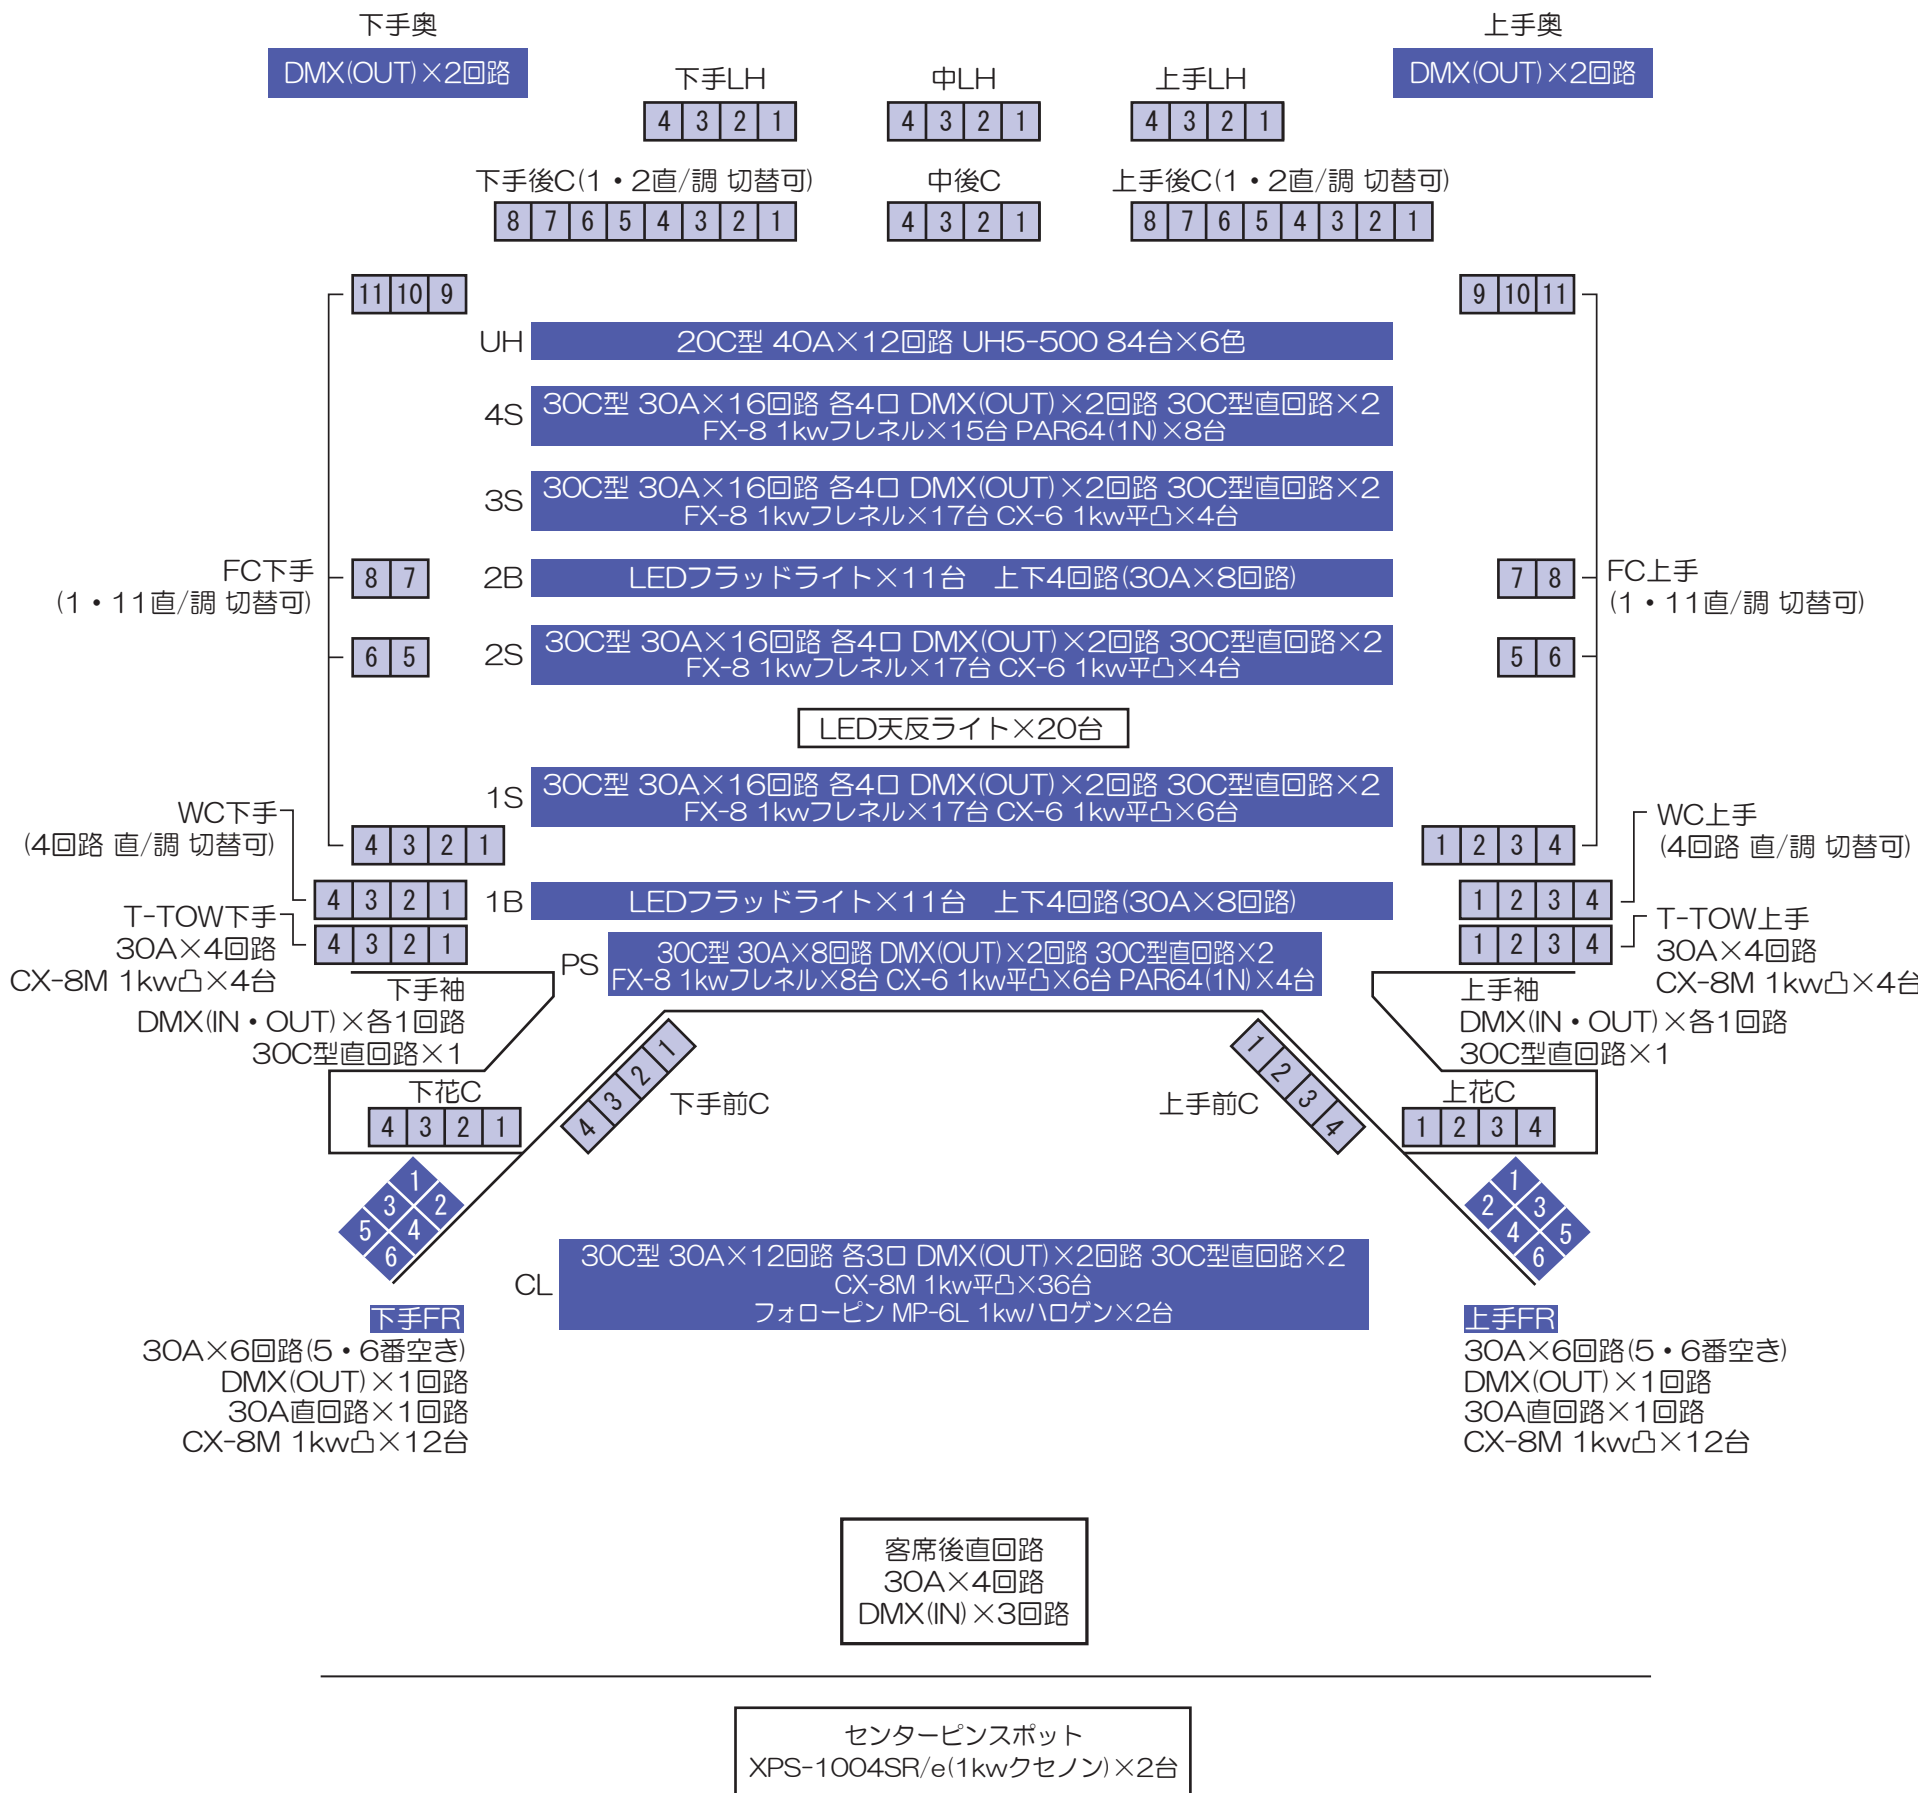 下手奥
上手奥
DMX(OUT)×2回路
DMX(OUT)×2回路
下手LH
中LH
上手LH
4 3 2 1
4 3 2 1
4 3 2 1
下手後C(1・2直/調 切替可)
中後C
上手後C(1・2直/調 切替可)
8 7 6 5 4 3 2 1
4 3 2 1
8 7 6 5 4 3 2 1
11 10 9
9 10 11
UH
20C型 40A×12回路 UH5-500 84台×6色
4S
30C型 30A×16回路 各4口 DMX(OUT)×2回路 30C型直回路×2
FX-8 1kwフレネル×15台 PAR64(1N)×8台
3S
30C型 30A×16回路 各4口 DMX(OUT)×2回路 30C型直回路×2
FX-8 1kwフレネル×17台 CX-6 1kw平凸×4台
FC下手
(1・11直/調 切替可)
8 7
2B
LEDフラッドライト×11台　上下4回路(30A×8回路)
7 8
FC上手
(1・11直/調 切替可)
6 5
2S
30C型 30A×16回路 各4口 DMX(OUT)×2回路 30C型直回路×2
FX-8 1kwフレネル×17台 CX-6 1kw平凸×4台
5 6
LED天反ライト×20台
1S
30C型 30A×16回路 各4口 DMX(OUT)×2回路 30C型直回路×2
FX-8 1kwフレネル×17台 CX-6 1kw平凸×6台
WC下手
(4回路 直/調 切替可)
4 3 2 1
1 2 3 4
WC上手
(4回路 直/調 切替可)
4 3 2 1
1B
LEDフラッドライト×11台　上下4回路(30A×8回路)
1 2 3 4
T-TOW下手
30A×4回路
CX-8M 1kw凸×4台
4 3 2 1
1 2 3 4
T-TOW上手
30A×4回路
CX-8M 1kw凸×4台
PS
30C型 30A×8回路 DMX(OUT)×2回路 30C型直回路×2
FX-8 1kwフレネル×8台 CX-6 1kw平凸×6台 PAR64(1N)×4台
下手袖
DMX(IN・OUT)×各1回路
30C型直回路×1
上手袖
DMX(IN・OUT)×各1回路
30C型直回路×1
下花C
4 3 2 1
4 3 2 1
下手前C
1 2 3 4
上手前C
上花C
1 2 3 4
1
3 2
5 4
6
1
2 3
4 5
6
CL
30C型 30A×12回路 各3口 DMX(OUT)×2回路 30C型直回路×2
CX-8M 1kw平凸×36台
フォローピン MP-6L 1kwハロゲン×2台
下手FR
30A×6回路(5・6番空き)
DMX(OUT)×1回路
30A直回路×1回路
CX-8M 1kw凸×12台
上手FR
30A×6回路(5・6番空き)
DMX(OUT)×1回路
30A直回路×1回路
CX-8M 1kw凸×12台
客席後直回路
30A×4回路
DMX(IN)×3回路
センターピンスポット
XPS-1004SR/e(1kwクセノン)×2台